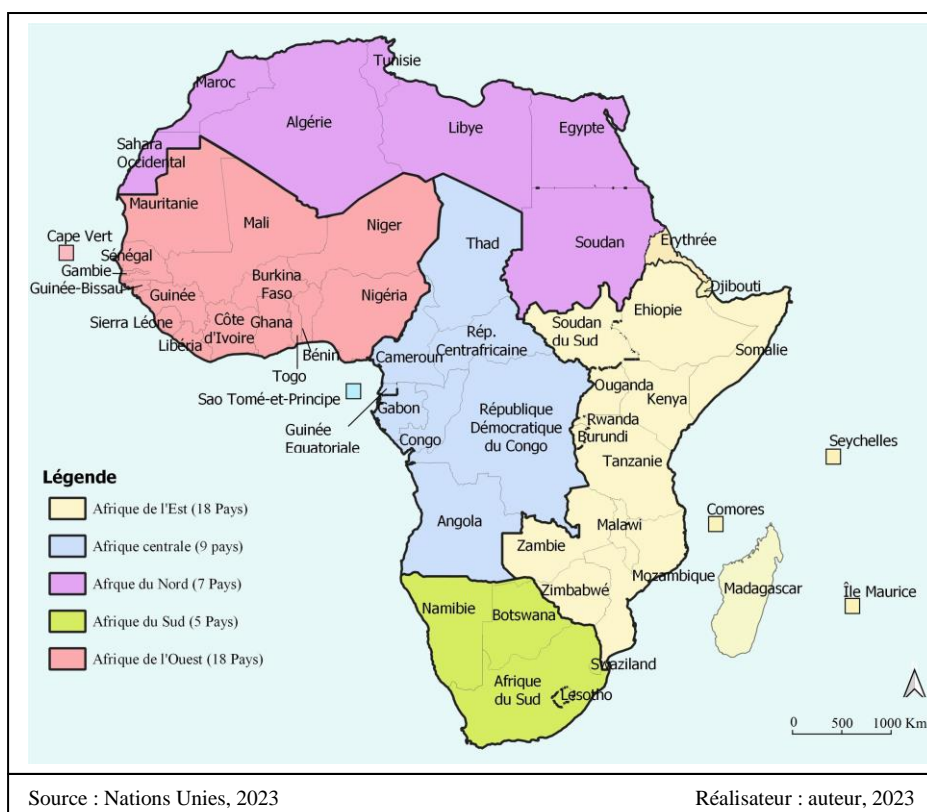 Tunisie
Maroc
Algérie
Libye
Egypte
Sahara
Occidental
Mauritanie
Mali
Niger
Thad
Soudan
Erythrée
Cape Vert
Sénégal
Gambie
Guinée-Bissau
Guinée
Burkina
Faso
Nigéria
Djibouti
Ehiopie
Sierra Léone
Côte
d'Ivoire
Ghana
Libéria
Bénin
Togo
Soudan
du Sud
Somalie
Rép.
Centrafricaine
Cameroun
Sao Tomé-et-Principe
Guinée
Equatoriale
Gabon
Congo
République
Démocratique
du Congo
Ouganda
Kenya
Rwanda
Burundi
Tanzanie
Seychelles
Comores
Angola
Malawi
Zambie
Mozambique
Zimbabwé
Madagascar
Île Maurice
Namibie
Botswana
Swaziland
Afrique
du Sud
Lesotho
Légende
Afrique de l'Est (18 Pays)
Afrique centrale (9 pays)
Afrque du Nord (7 Pays)
Afrique du Sud (5 Pays)
Afrique de l'Ouest (18 Pays)
0 500 1000 Km
Source : Nations Unies, 2023 Réalisateur : auteur, 2023